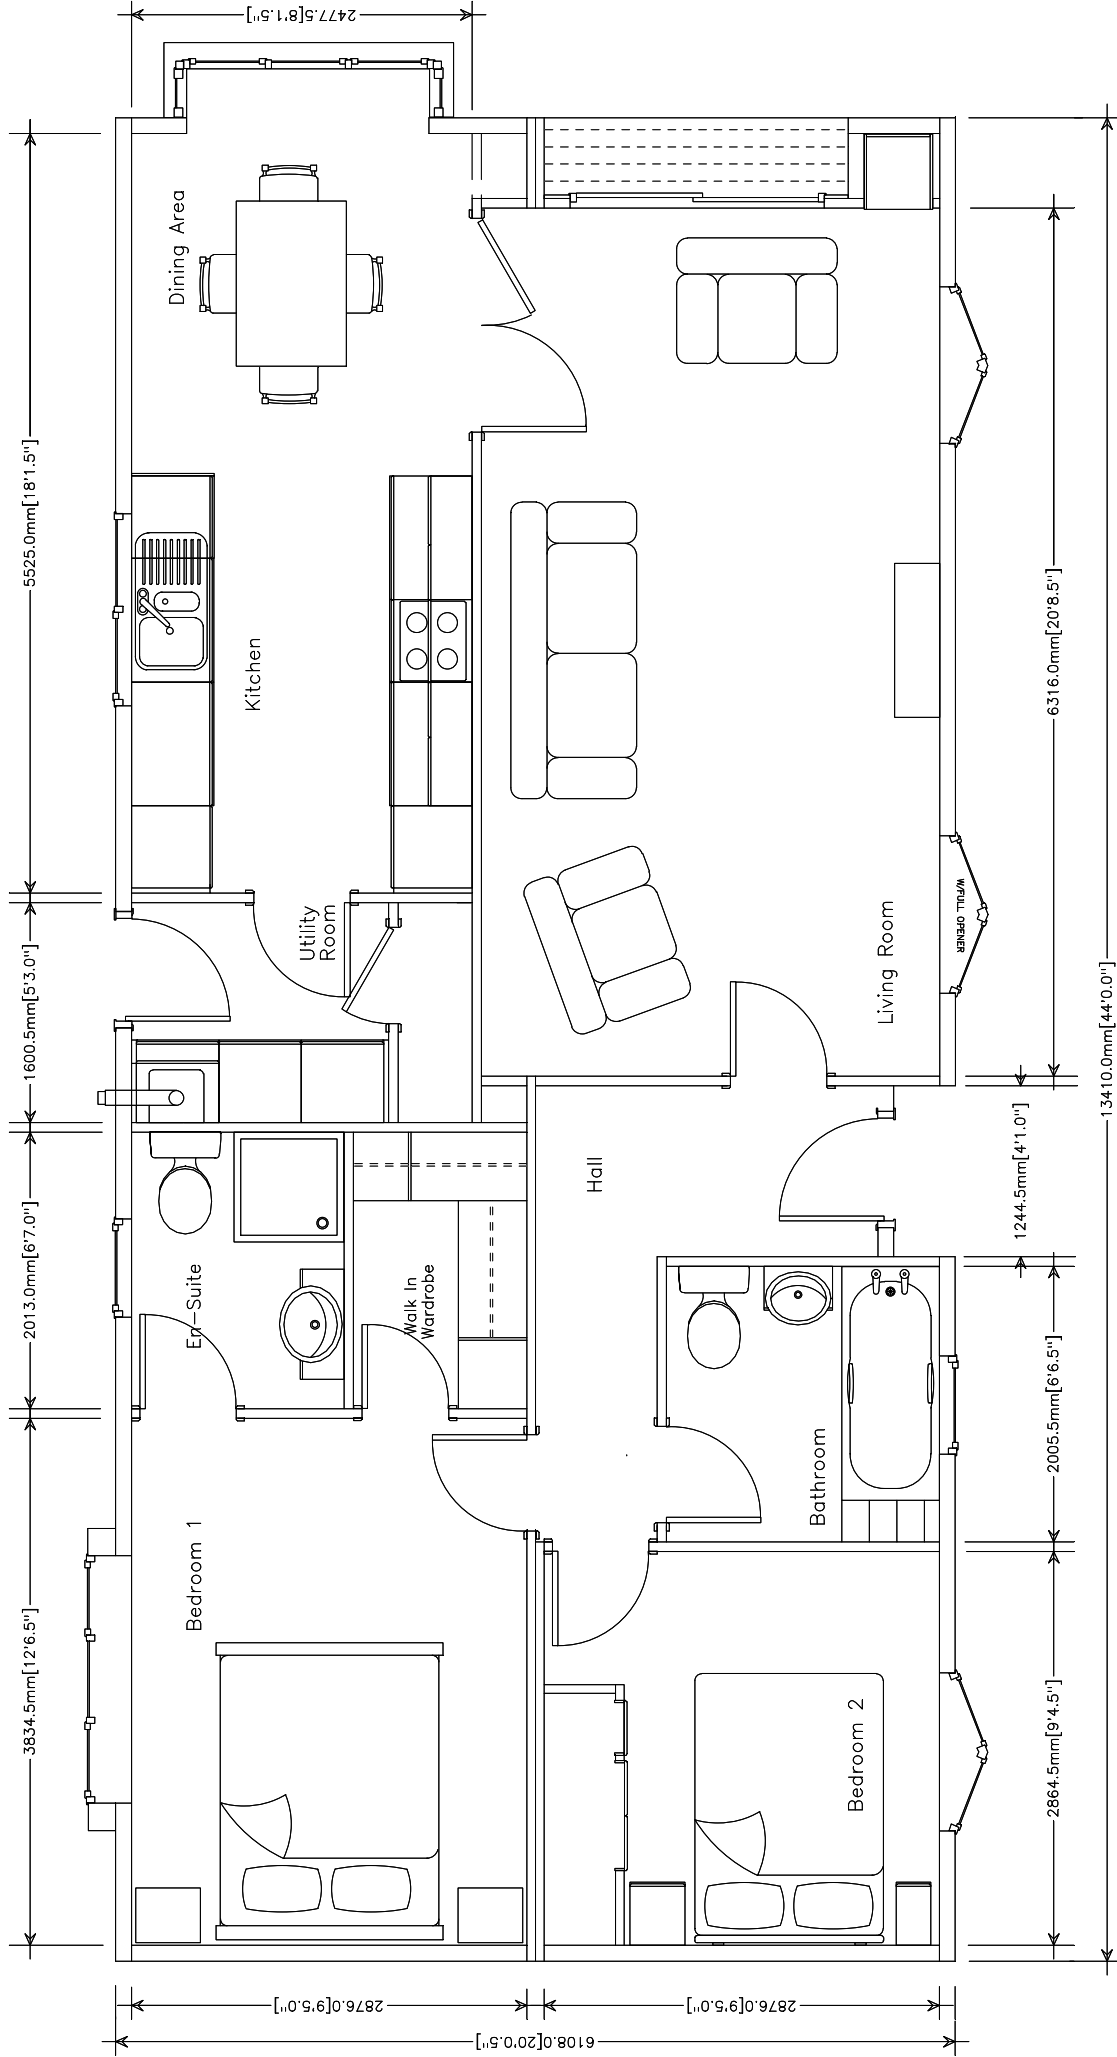 2477.5[8'1.5"]
Dining Area
5525.0mm[18'1.5"]
Kitchen
6316.0mm[20'8.5"]
Utility
Room
Living Room
W/FULL OPENER
1600.5mm[5'3.0"]
13410.0mm[44'0.0"]
1244.5mm[4'1.0"]
Hall
2013.0mm[6'7.0"]
En-Suite
Walk In
Wardrobe
2005.5mm[6'6.5"]
Bathroom
Bedroom 1
3834.5mm[12'6.5"]
Bedroom 2
2864.5mm[9'4.5"]
2876.0[9'5.0"]
2876.0[9'5.0"]
6108.0[20'0.5"]